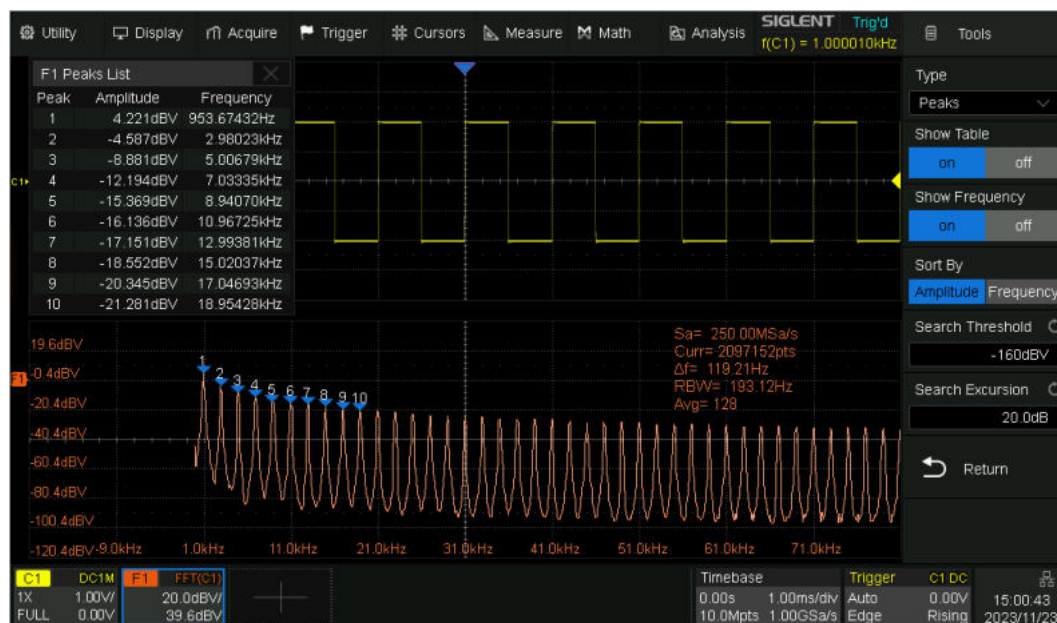 Utility Display Acquire Trigger Cursors Measure Math Analysis
SIGLENT Trig'd
f(C1) = 1.000010kHz
Tools
F1 Peaks List
Peak Amplitude Frequency
1 4.221dBV 953.67432Hz
2 -4.587dBV 2.98023kHz
3 -8.881dBV 5.00679kHz
4 -12.194dBV 7.03335kHz
5 -15.369dBV 8.94070kHz
6 -16.136dBV 10.96725kHz
7 -17.151dBV 12.99381kHz
8 -18.552dBV 15.02037kHz
9 -20.345dBV 17.04693kHz
10 -21.281dBV 18.95428kHz
C1
Type
Peaks
Show Table
on off
Show Frequency
on off
Sort By
Amplitude Frequency
Search Threshold
-160dBV
Search Excursion
20.0dB
Return
Sa= 250.00MSa/s
Curr= 2097152pts
Δf= 119.21Hz
RBW= 193.12Hz
Avg= 128
19.6dBV
F1 -0.4dBV
-20.4dBV
-40.4dBV
-60.4dBV
-80.4dBV
-100.4dBV
-120.4dBV
1 2 3 4 5 6 7 8 9 10
-9.0kHz 1.0kHz 11.0kHz 21.0kHz 31.0kHz 41.0kHz 51.0kHz 61.0kHz 71.0kHz
C1 DC1M
1X 1.00V/
FULL 0.00V
F1 FFT(C1)
20.0dBV/
39.6dBV
Timebase
0.00s 1.00ms/div
10.0Mpts 1.00GSa/s
Trigger C1 DC
Auto 0.00V
Edge Rising
15:00:43
2023/11/23